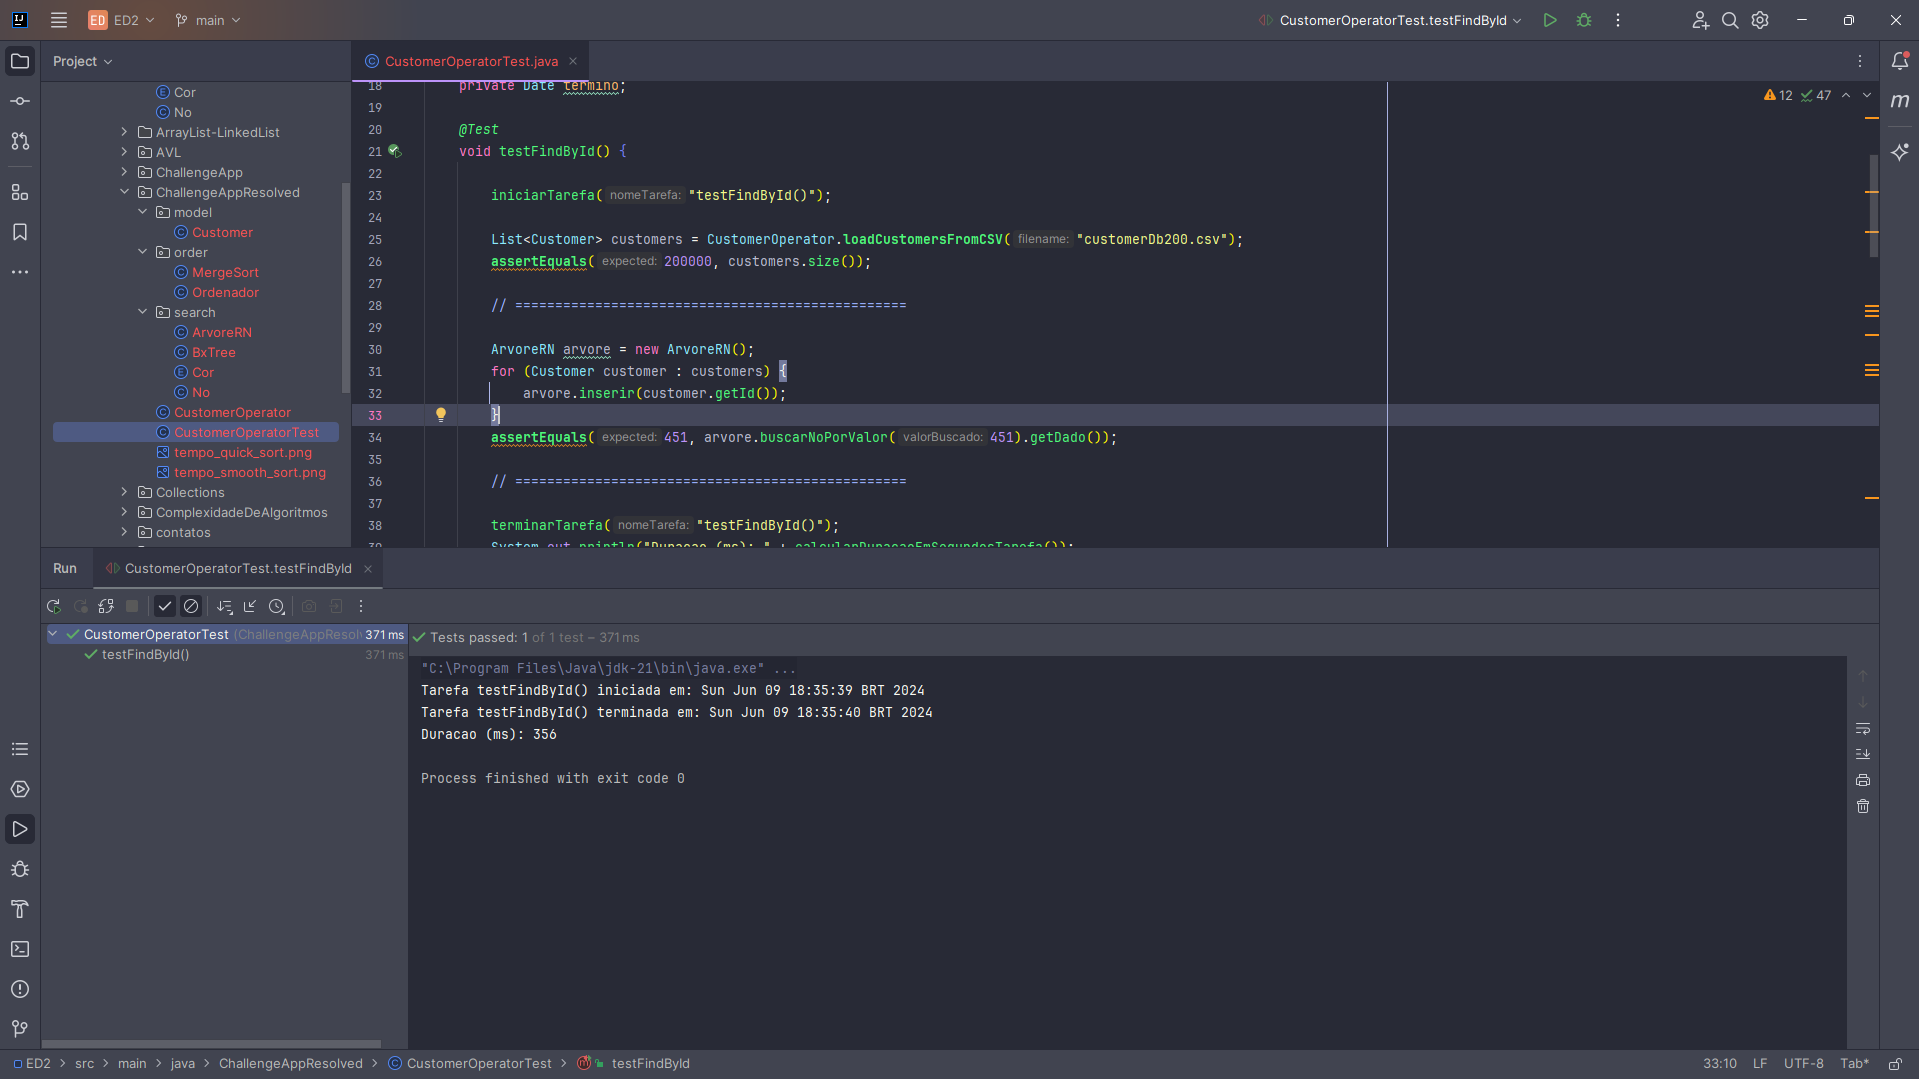 ED ED2 main CustomerOperatorTest.testFindById
Project
CustomerOperatorTest.java
Cor
No
ArrayList-LinkedList
AVL
ChallengeApp
ChallengeAppResolved
model
Customer
order
MergeSort
Ordenador
search
ArvoreRN
BxTree
Cor
No
CustomerOperator
CustomerOperatorTest
tempo_quick_sort.png
tempo_smooth_sort.png
Collections
ComplexidadeDeAlgoritmos
contatos
12 47
18 private Date termino;
19
20 @Test
21 void testFindById() {
22
23 iniciarTarefa( nomeTarefa: "testFindById()");
24
25 List<Customer> customers = CustomerOperator.loadCustomersFromCSV( filename: "customerDb200.csv");
26 assertEquals( expected: 200000, customers.size());
27
28 // =================================================
29
30 ArvoreRN arvore = new ArvoreRN();
31 for (Customer customer : customers) {
32 arvore.inserir(customer.getId());
33 }
34 assertEquals( expected: 451, arvore.buscarNoPorValor( valorBuscado: 451).getDado());
35
36 // =================================================
37
38 terminarTarefa( nomeTarefa: "testFindById()");
39 System.out.println("Duracao (ms): " + calcularDuracaoEmSegundosTarefa());
Run CustomerOperatorTest.testFindById
CustomerOperatorTest (ChallengeAppResol 371 ms
testFindById() 371 ms
Tests passed: 1 of 1 test – 371 ms
"C:\Program Files\Java\jdk-21\bin\java.exe" ...
Tarefa testFindById() iniciada em: Sun Jun 09 18:35:39 BRT 2024
Tarefa testFindById() terminada em: Sun Jun 09 18:35:40 BRT 2024
Duracao (ms): 356
Process finished with exit code 0
ED2 > src > main > java > ChallengeAppResolved > CustomerOperatorTest > testFindById
33:10 LF UTF-8 Tab*